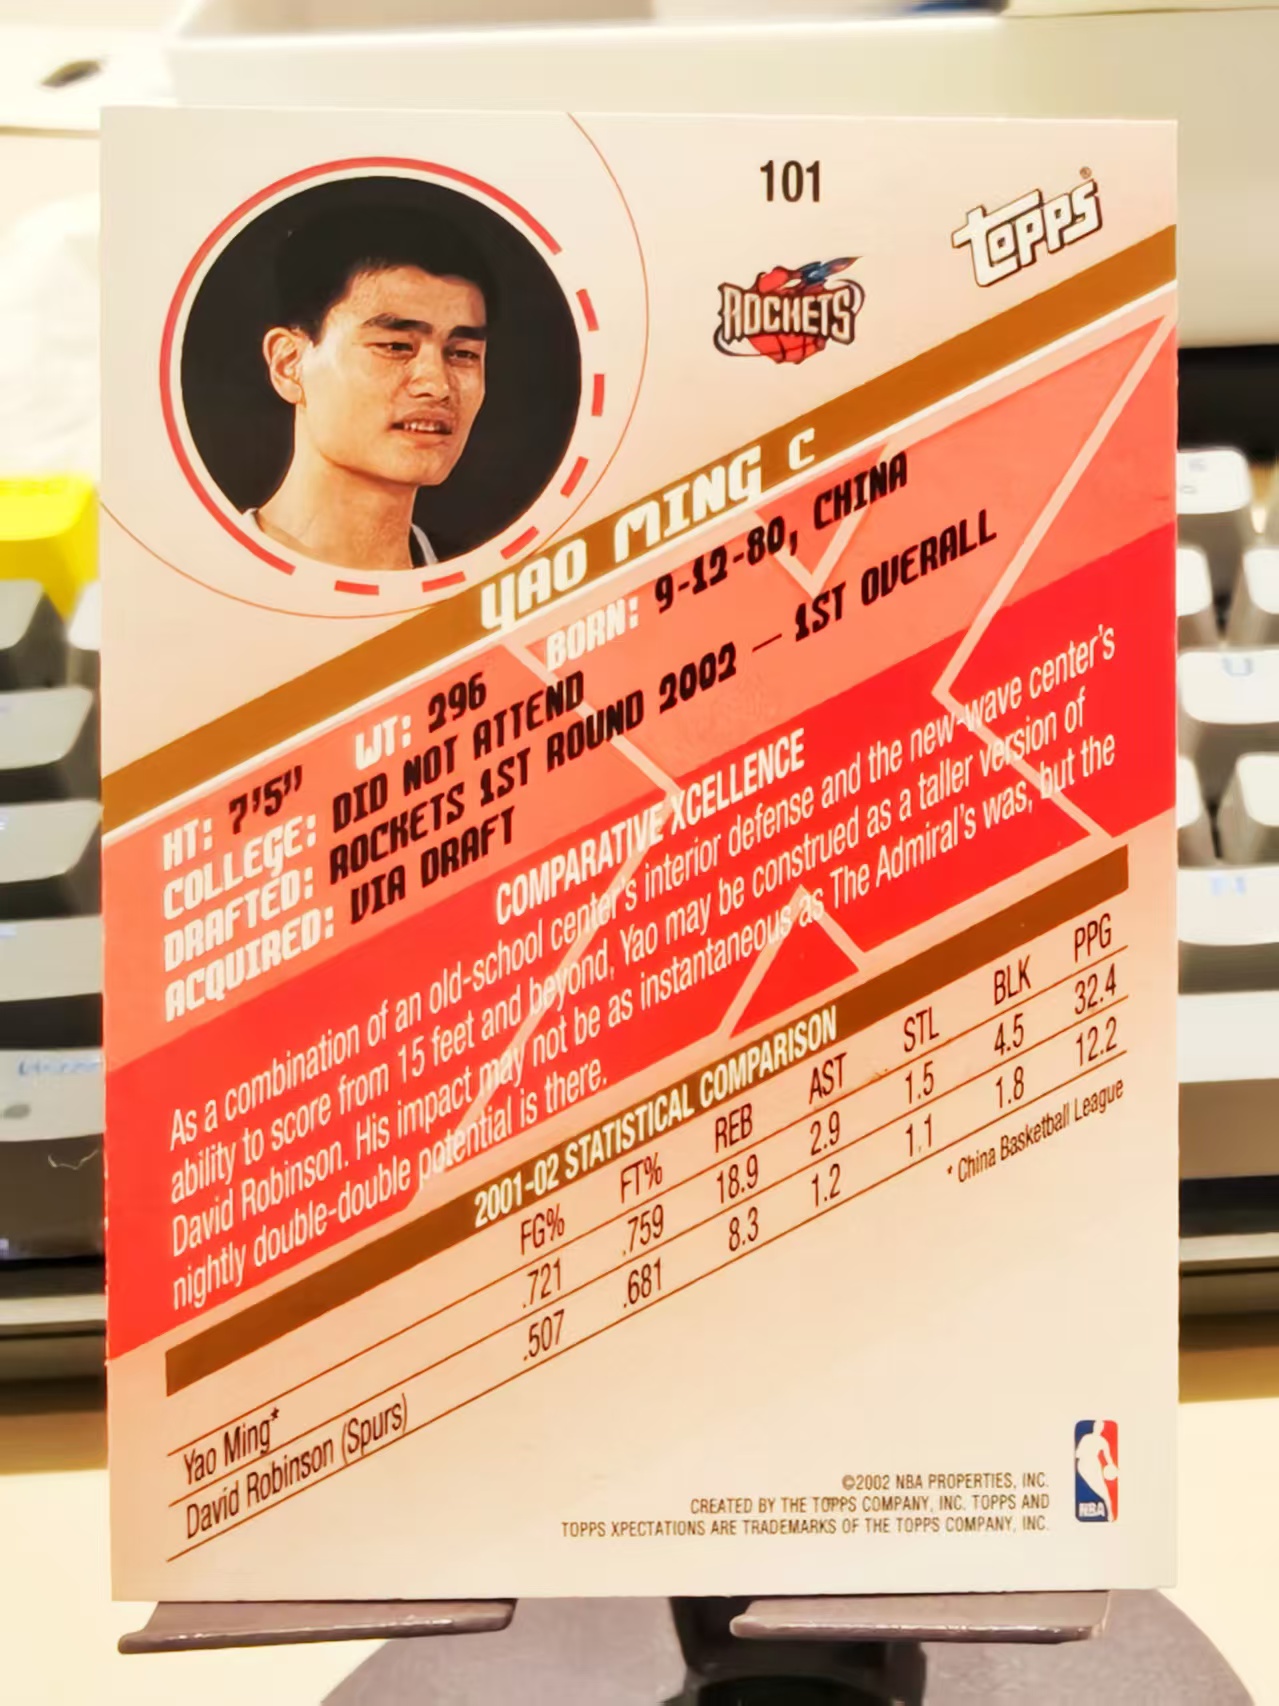 101
TOPPS®
ROCKETS
YAO MING C
HT: 7'5" WT: 296 BORN: 9-12-80, CHINA
COLLEGE: DID NOT ATTEND
DRAFTED: ROCKETS 1ST ROUND 2002 — 1ST OVERALL
ACQUIRED: VIA DRAFT
COMPARATIVE XCELLENCE
As a combination of an old-school center's interior defense and the new-wave center's
ability to score from 15 feet and beyond, Yao may be construed as a taller version of
David Robinson. His impact may not be as instantaneous as The Admiral's was, but the
nightly double-double potential is there.
2001-02 STATISTICAL COMPARISON
FG% FT% REB AST STL BLK PPG
Yao Ming* .721 .759 18.9 2.9 1.5 4.5 32.4
David Robinson (Spurs) .507 .681 8.3 1.2 1.1 1.8 12.2
* China Basketball League
©2002 NBA PROPERTIES, INC.
CREATED BY THE TOPPS COMPANY, INC. TOPPS AND
TOPPS XPECTATIONS ARE TRADEMARKS OF THE TOPPS COMPANY, INC.
NBA